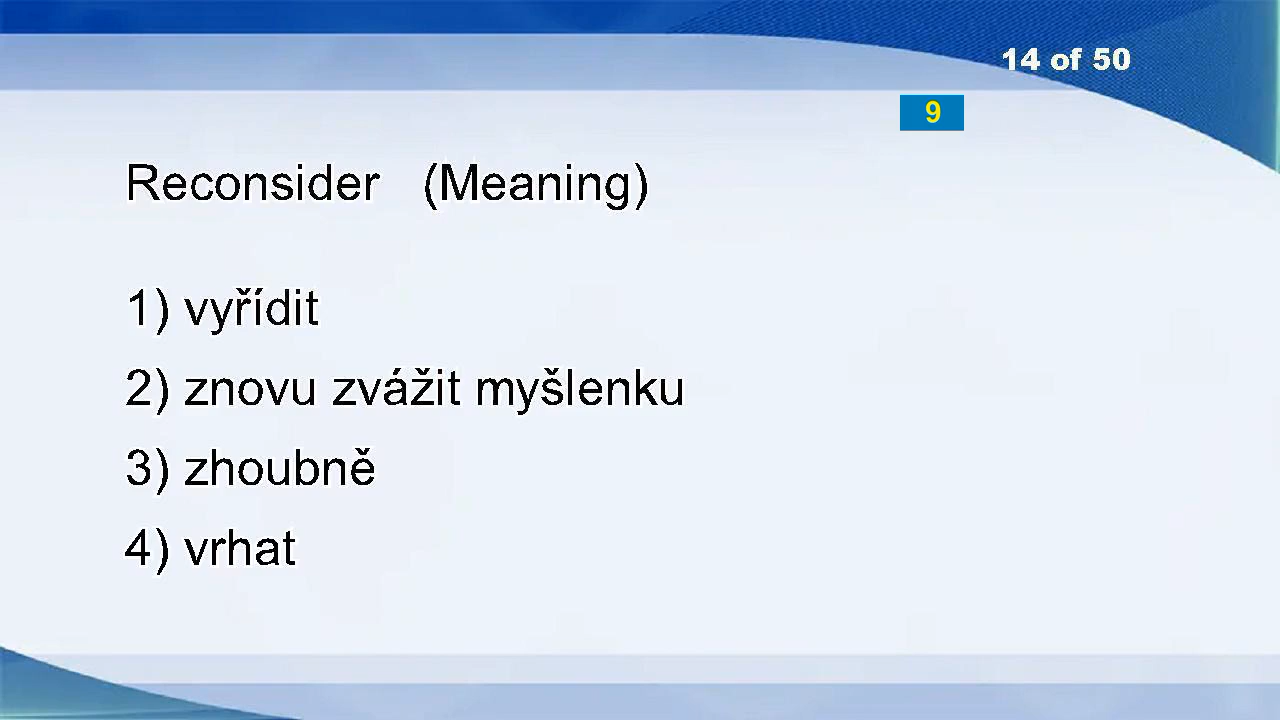 14 of 50
9
Reconsider (Meaning)
1) vyřídit
2) znovu zvážit myšlenku
3) zhoubně
4) vrhat